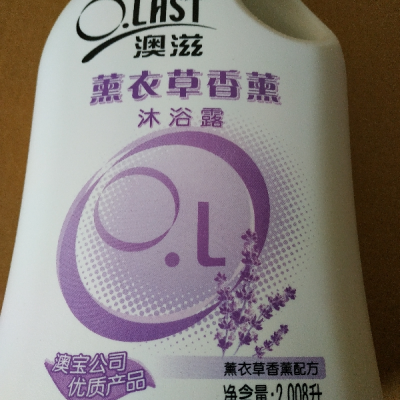 O.LAST
澳滋
薰衣草香薰
沐浴露
O.L
澳宝公司
优质产品
薰衣草香薰配方
净含量:2.008升